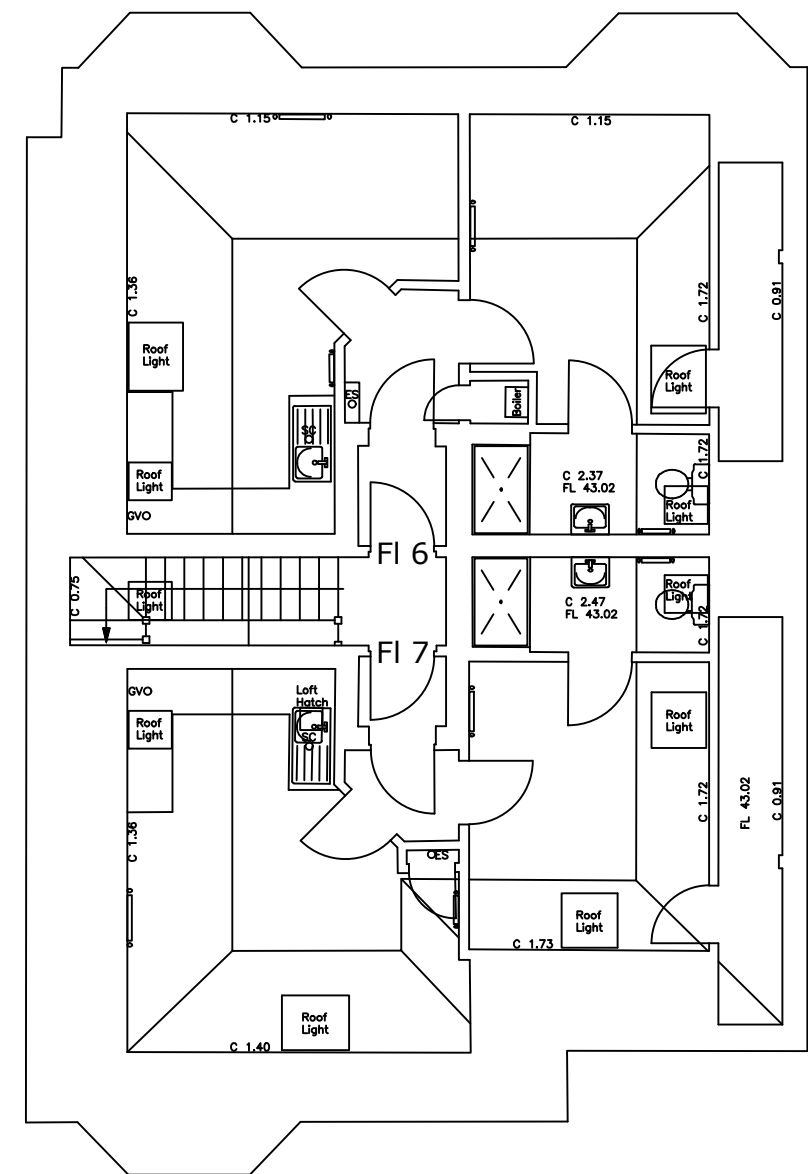 C 1.15
C 1.15
C 1.36
C 1.72
C 0.91
Roof
Light
Roof
Light
Boiler
ES
SC
C 1.72
Roof
Light
C 2.37
FL 43.02
Roof
Light
GVO
Fl 6
C 0.75
Roof
Light
Roof
Light
C 2.47
FL 43.02
C 1.72
Fl 7
GVO
Loft
Hatch
Roof
Light
SC
Roof
Light
C 1.72
FL 43.02
C 0.91
C 1.36
OES
Roof
Light
C 1.73
Roof
Light
C 1.40